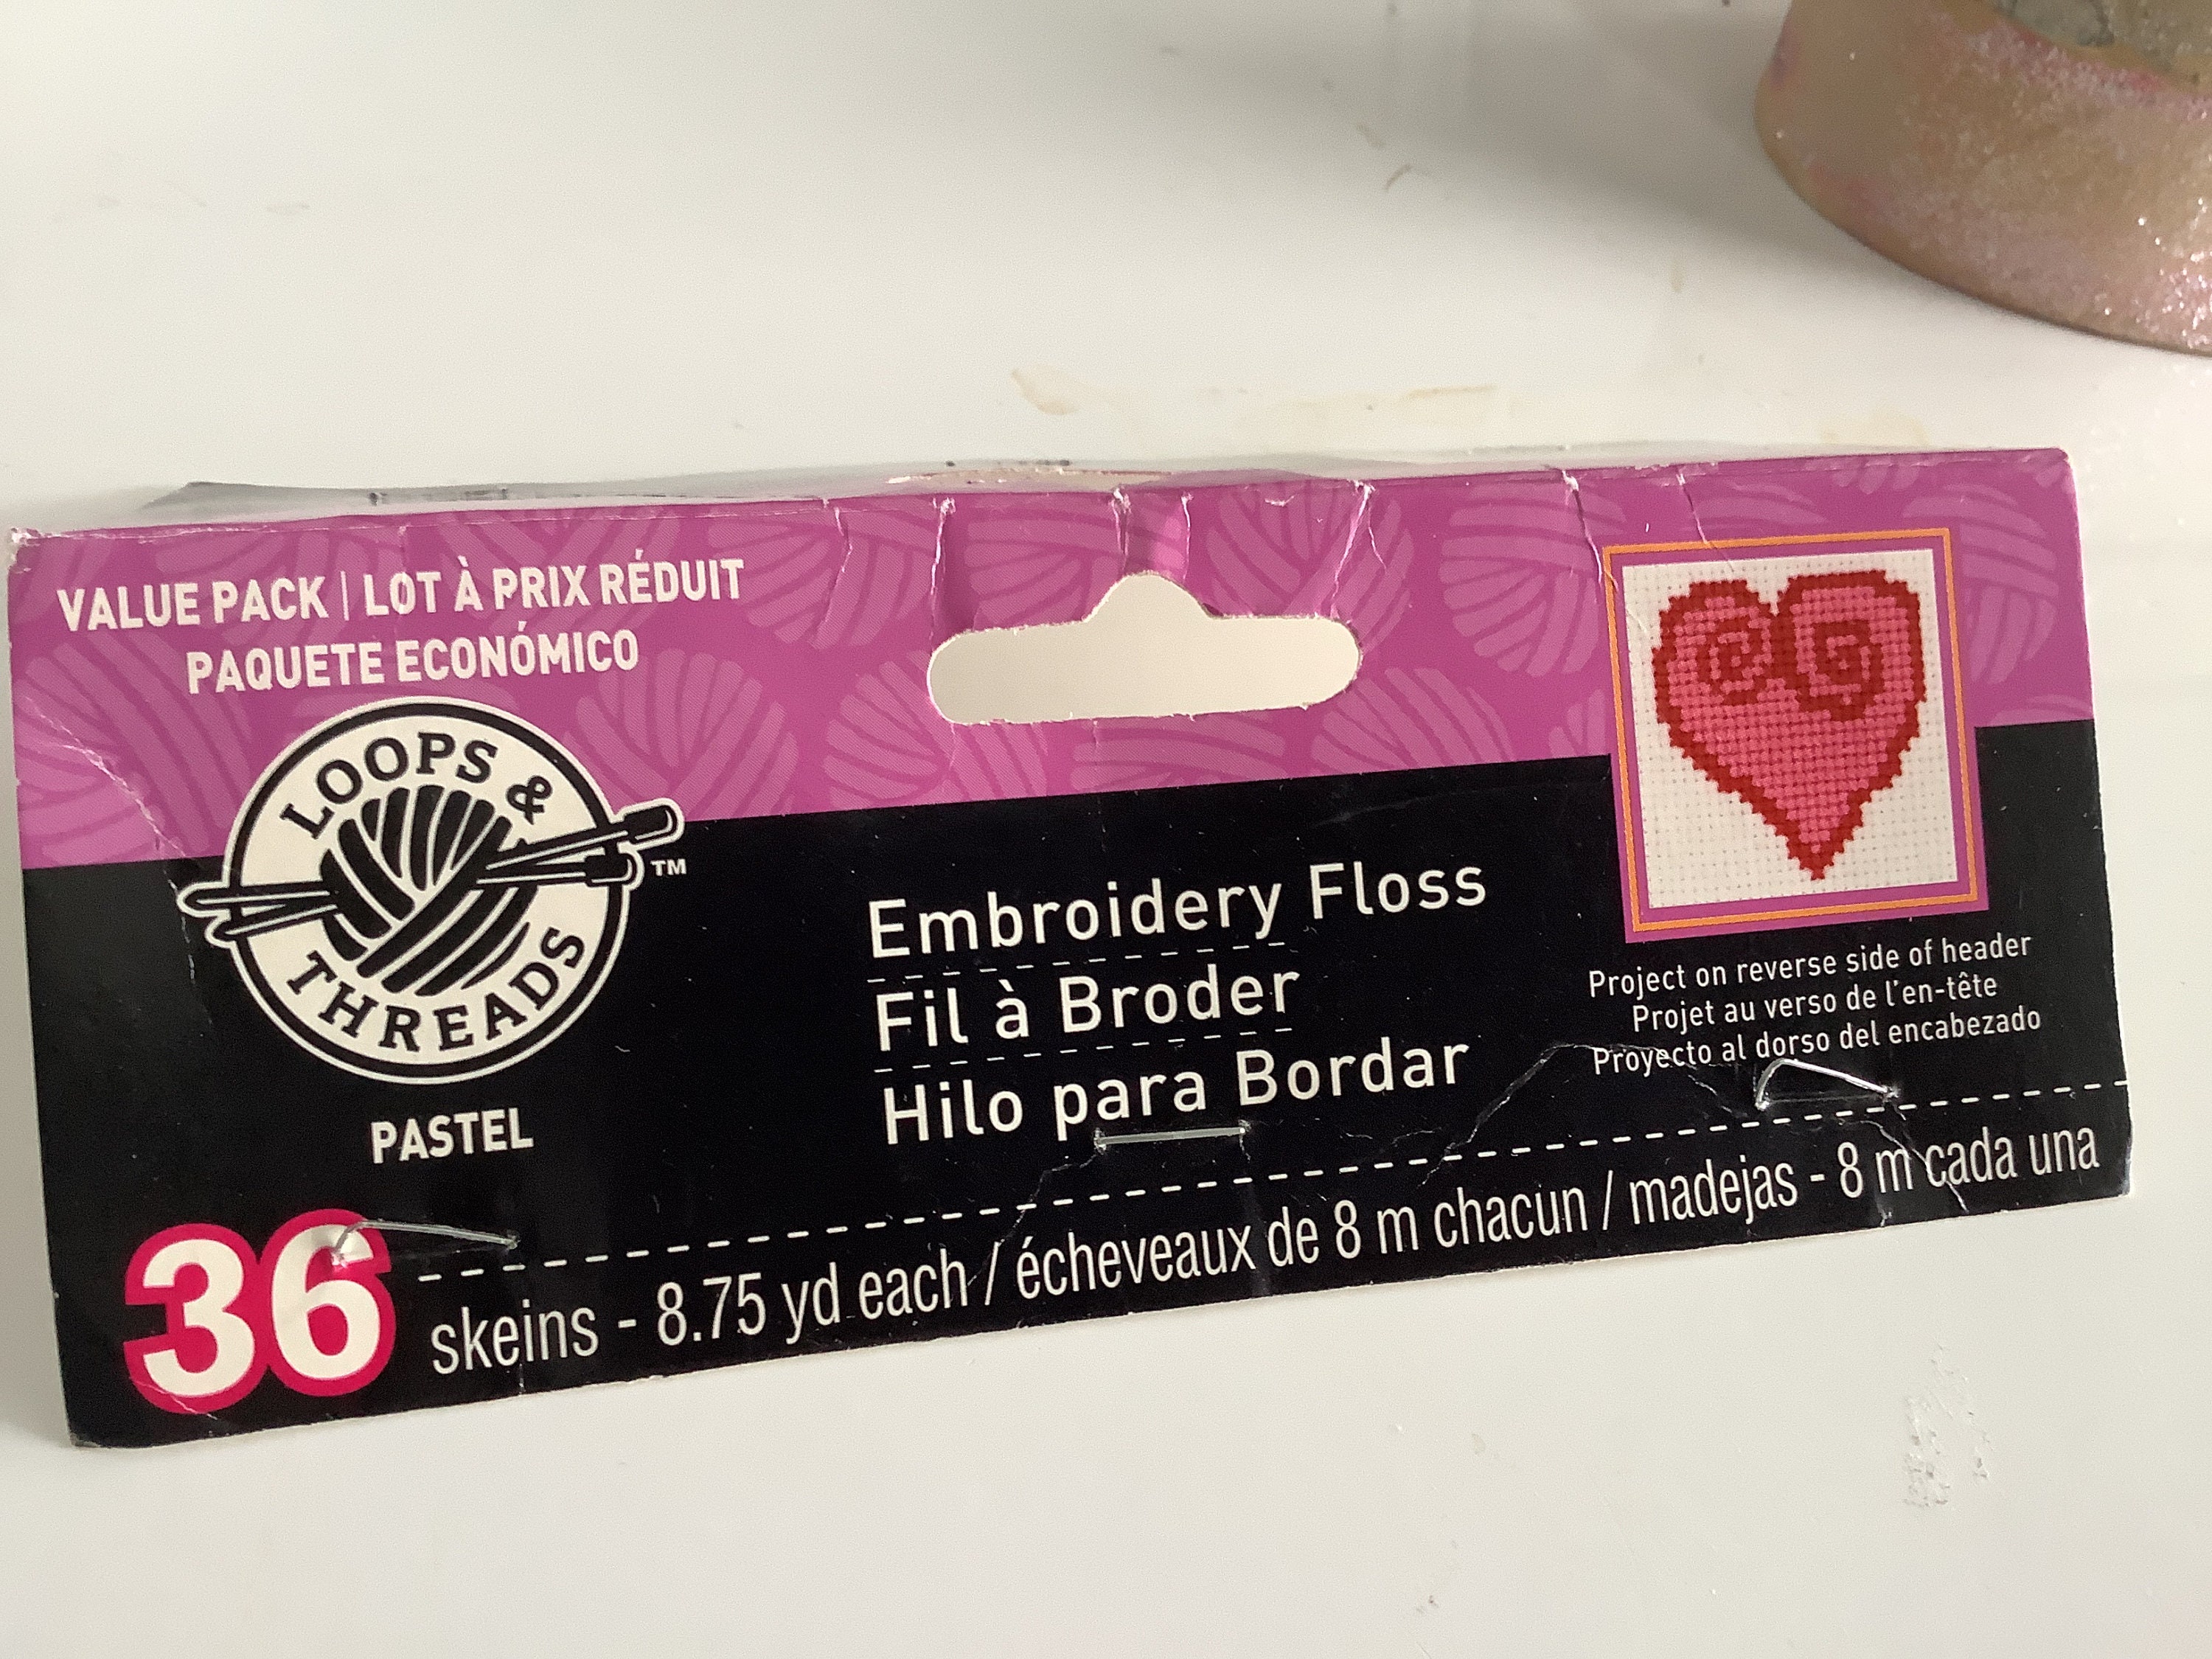 VALUE PACK | LOT À PRIX RÉDUIT
PAQUETE ECONÓMICO
LOOPS &
THREADS
TM
PASTEL
Embroidery Floss
Fil à Broder
Hilo para Bordar
Project on reverse side of header
Projet au verso de l'en-tête
Proyecto al dorso del encabezado
36 skeins - 8.75 yd each / écheveaux de 8 m chacun / madejas - 8 m cada una